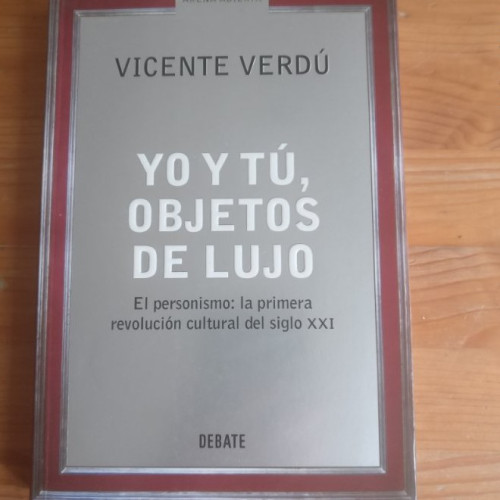 VICENTE VERDÚ
YO Y TÚ,
OBJETOS
DE LUJO
El personismo: la primera
revolución cultural del siglo XXI
DEBATE